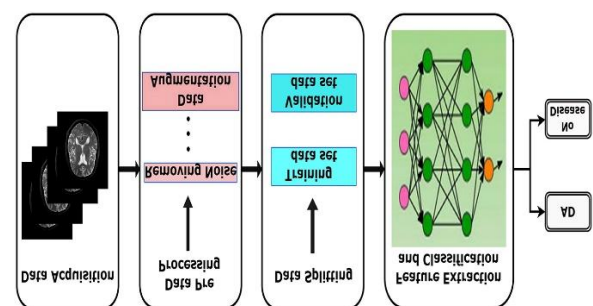 Data Acquisition
Data Pre
Processing
Removing Noise
Data
Augmentation
Data Splitting
Training
data set
Validation
data set
Feature Extraction
and Classification
AD
No
Disease